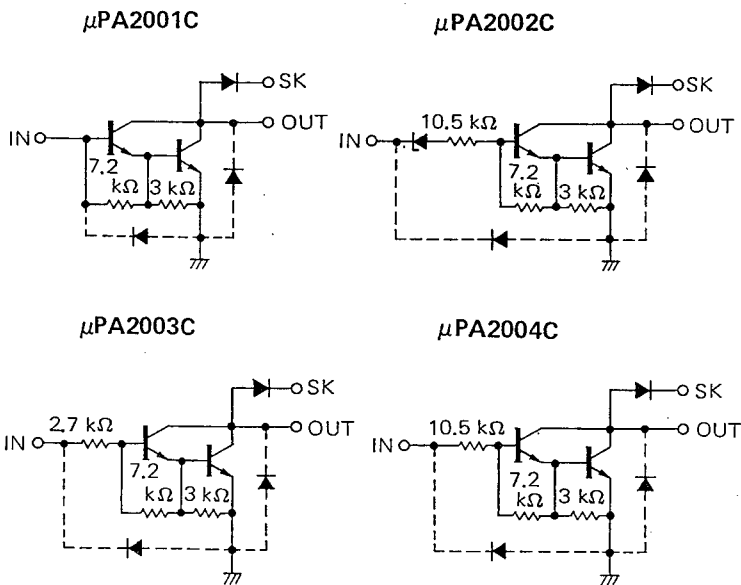 μPA2001C
SK
IN
OUT
7.2
kΩ
3 kΩ
μPA2002C
SK
10.5 kΩ
IN
OUT
7.2
kΩ
3 kΩ
μPA2003C
SK
2.7 kΩ
IN
OUT
7.2
kΩ
3 kΩ
μPA2004C
SK
10.5 kΩ
IN
OUT
7.2
kΩ
3 kΩ